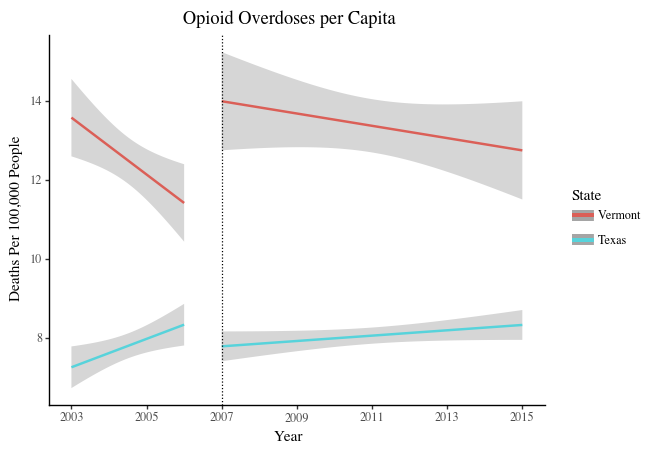 Opioid Overdoses per Capita
Deaths Per 100,000 People
14
12
10
8
2003 2005 2007 2009 2011 2013 2015
Year
State
Vermont
Texas